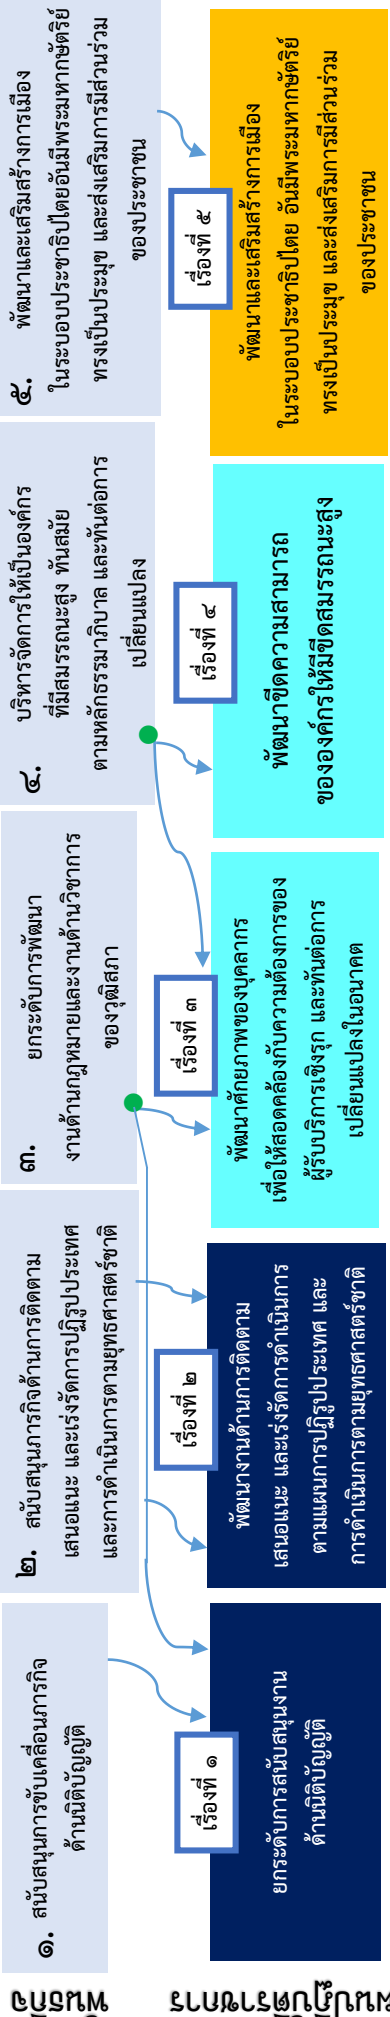 พันธกิจ
๑. สนับสนุนการขับเคลื่อนภารกิจ
ด้านนิติบัญญัติ
๒. สนับสนุนภารกิจด้านการติดตาม
เสนอแนะ และเร่งรัดการปฏิรูปประเทศ
และการดำเนินการตามยุทธศาสตร์ชาติ
๓. ยกระดับการพัฒนา
งานด้านกฎหมายและงานด้านวิชาการ
ของวุฒิสภา
๔. บริหารจัดการให้เป็นองค์กร
ที่มีสมรรถนะสูง ทันสมัย
ตามหลักธรรมาภิบาล และทันต่อการ
เปลี่ยนแปลง
๕. พัฒนาและเสริมสร้างการเมือง
ในระบอบประชาธิปไตยอันมีพระมหากษัตริย์
ทรงเป็นประมุข และส่งเสริมการมีส่วนร่วม
ของประชาชน
เรื่องที่ ๑
ยกระดับการสนับสนุนงาน
ด้านนิติบัญญัติ
เรื่องที่ ๒
พัฒนางานด้านการติดตาม
เสนอแนะ และเร่งรัดการดำเนินการ
ตามแผนการปฏิรูปประเทศ และ
การดำเนินการตามยุทธศาสตร์ชาติ
เรื่องที่ ๓
พัฒนาศักยภาพของบุคลากร
เพื่อให้สอดคล้องกับความต้องการของ
ผู้รับบริการเชิงรุก และทันต่อการ
เปลี่ยนแปลงในอนาคต
เรื่องที่ ๔
พัฒนาขีดความสามารถ
ขององค์กรให้มีขีดสมรรถนะสูง
เรื่องที่ ๕
พัฒนาและเสริมสร้างการเมือง
ในระบอบประชาธิปไตย อันมีพระมหากษัตริย์
ทรงเป็นประมุข และส่งเสริมการมีส่วนร่วม
ของประชาชน